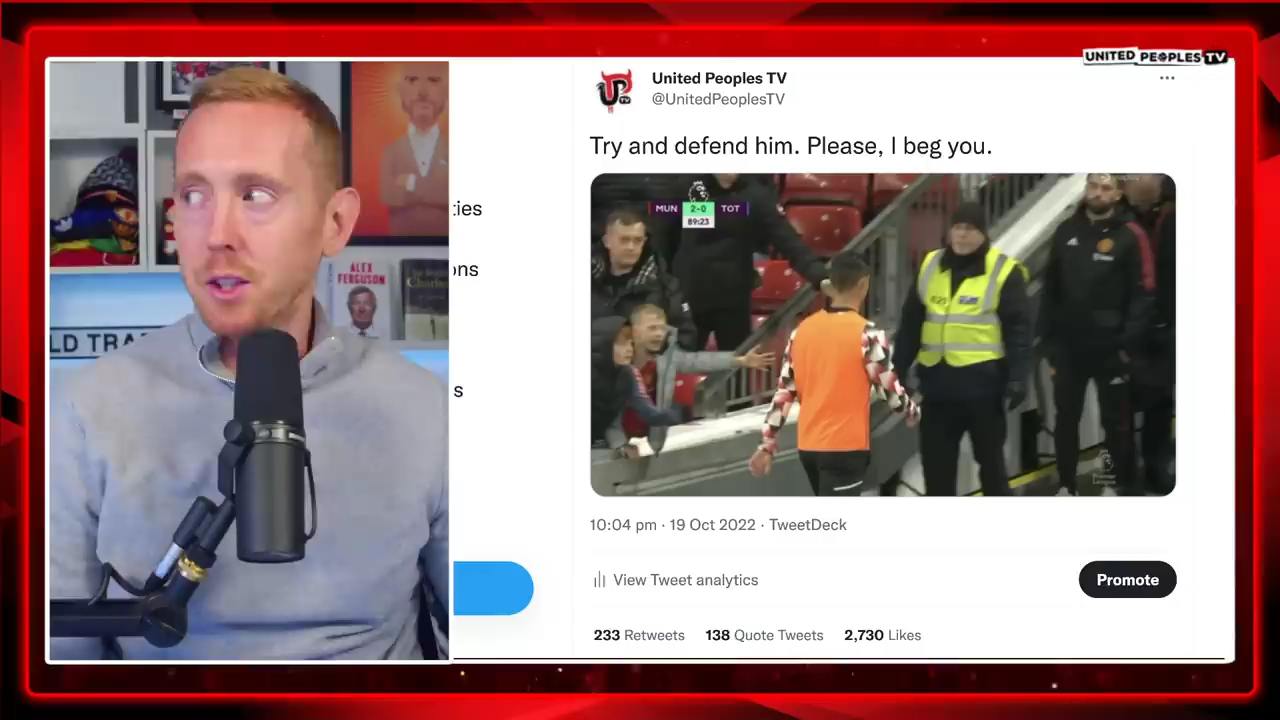 UNITED PEOPLES TV
United Peoples TV
@UnitedPeoplesTV
Try and defend him. Please, I beg you.
MUN 2-0 TOT
89:23
ties
ons
s
ALEX
FERGUSON
LD TRA
Premier
League
10:04 pm · 19 Oct 2022 · TweetDeck
View Tweet analytics
Promote
233 Retweets 138 Quote Tweets 2,730 Likes